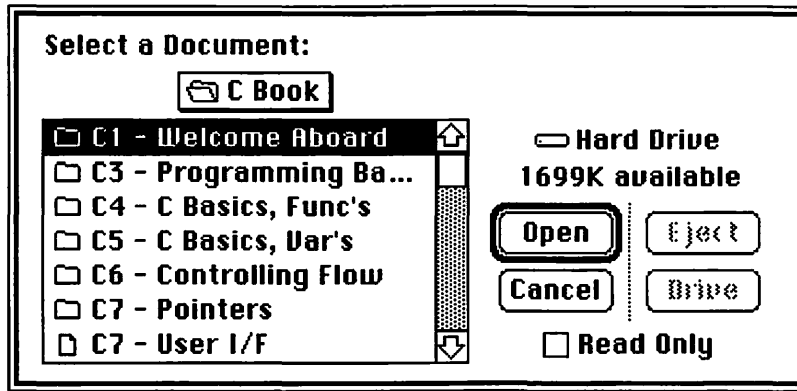 Select a Document:
C Book
C1 - Welcome Aboard
C3 - Programming Ba...
C4 - C Basics, Func's
C5 - C Basics, Var's
C6 - Controlling Flow
C7 - Pointers
C7 - User I/F
Hard Drive
1699K available
Open
Eject
Cancel
Drive
Read Only